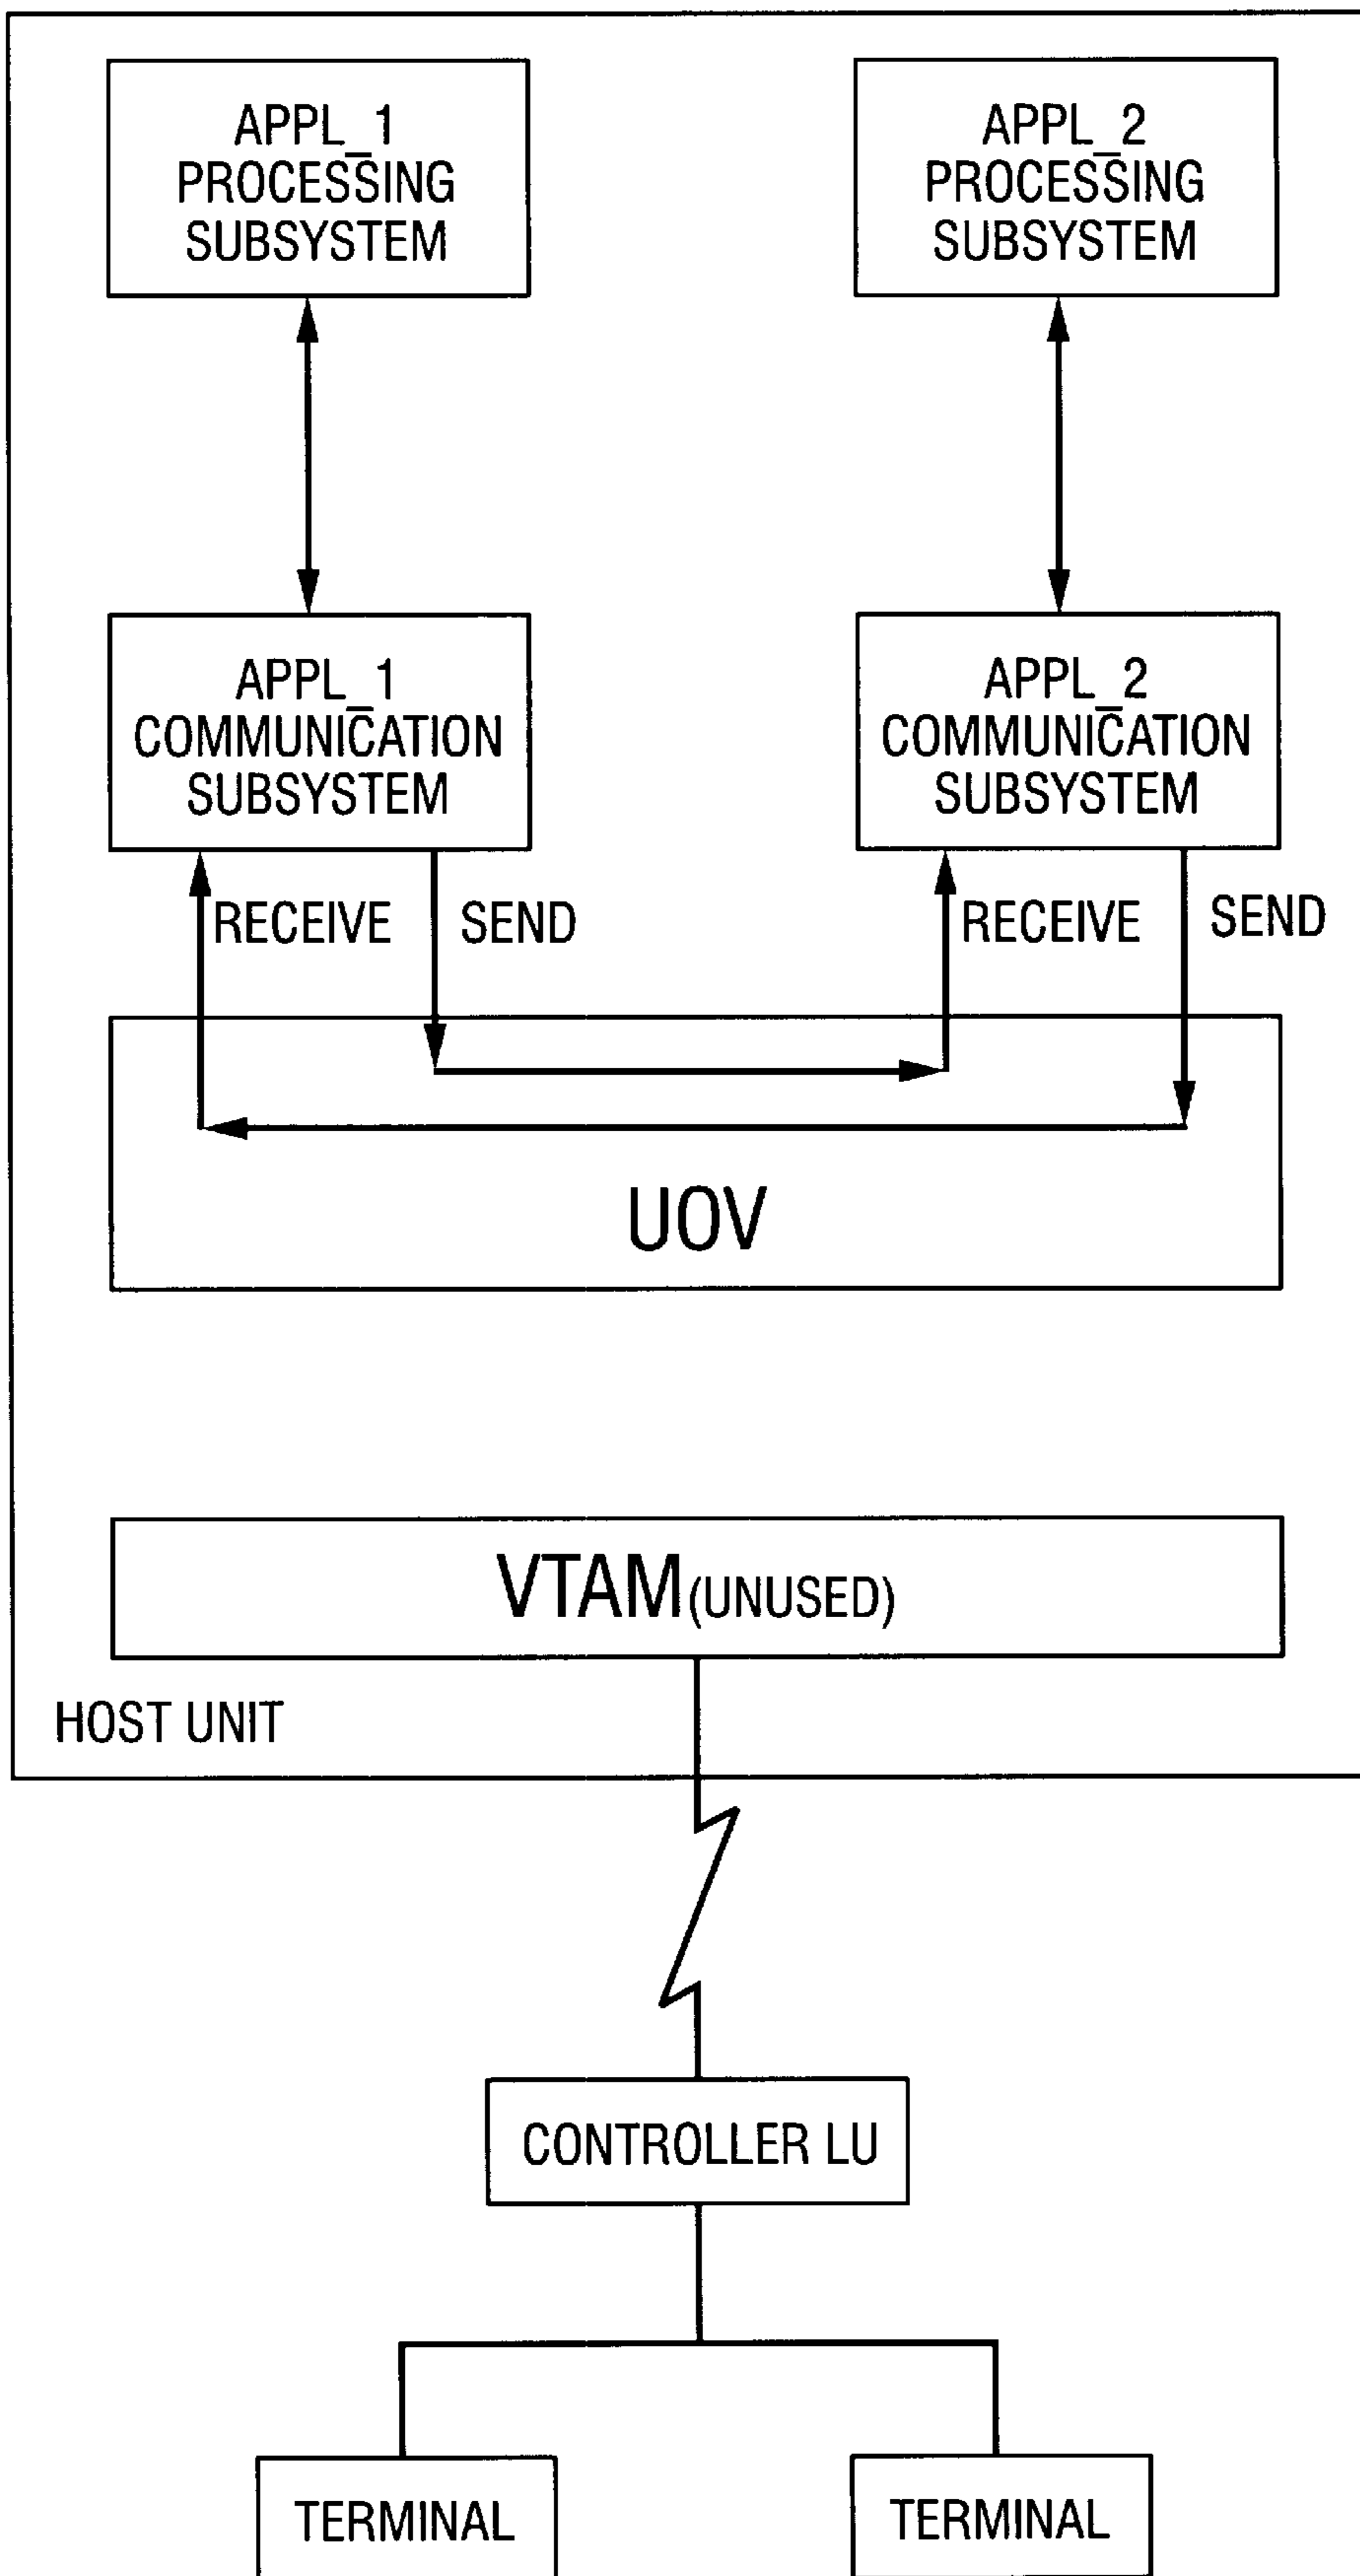 APPL_1
PROCESSING
SUBSYSTEM
APPL_2
PROCESSING
SUBSYSTEM
APPL_1
COMMUNICATION
SUBSYSTEM
APPL_2
COMMUNICATION
SUBSYSTEM
RECEIVE
SEND
RECEIVE
SEND
UOV
VTAM (UNUSED)
HOST UNIT
CONTROLLER LU
TERMINAL
TERMINAL